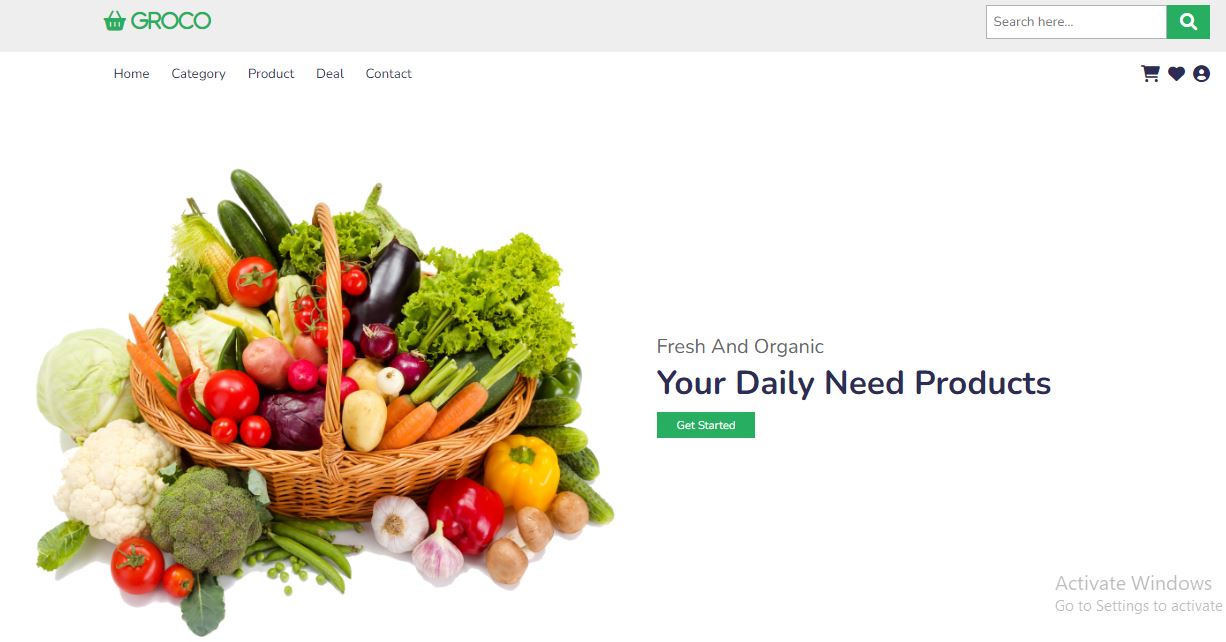 GROCO
Search here...
Home Category Product Deal Contact
Fresh And Organic
Your Daily Need Products
Get Started
Activate Windows
Go to Settings to activate